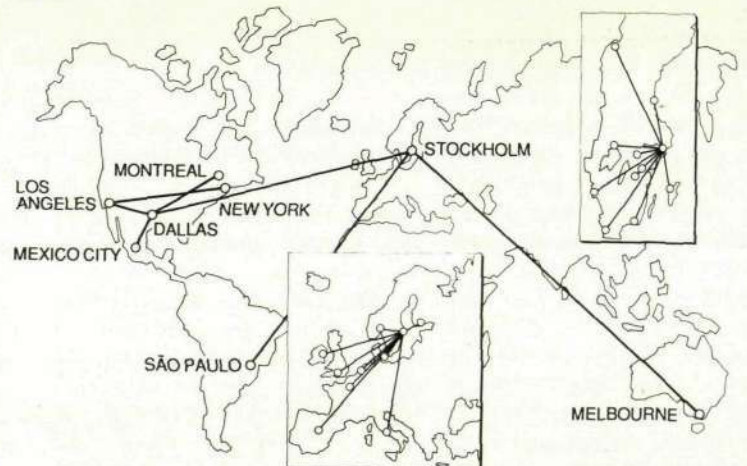 STOCKHOLM
MONTREAL
LOS
ANGELES
NEW YORK
DALLAS
MEXICO CITY
SÃO PAULO
MELBOURNE